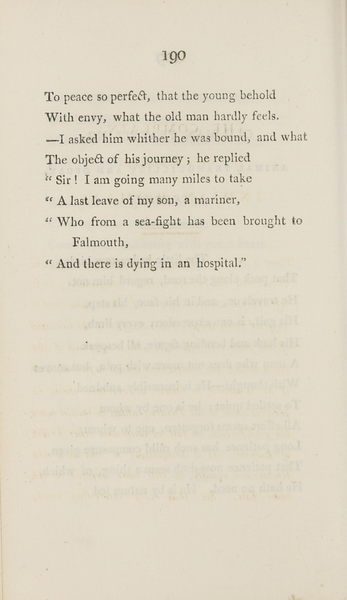 190
To peace so perfect, that the young behold
With envy, what the old man hardly feels.
—I asked him whither he was bound, and what
The object of his journey; he replied
“ Sir! I am going many miles to take
“ A last leave of my son, a mariner,
“ Who from a sea-fight has been brought to
Falmouth,
“ And there is dying in an hospital.”